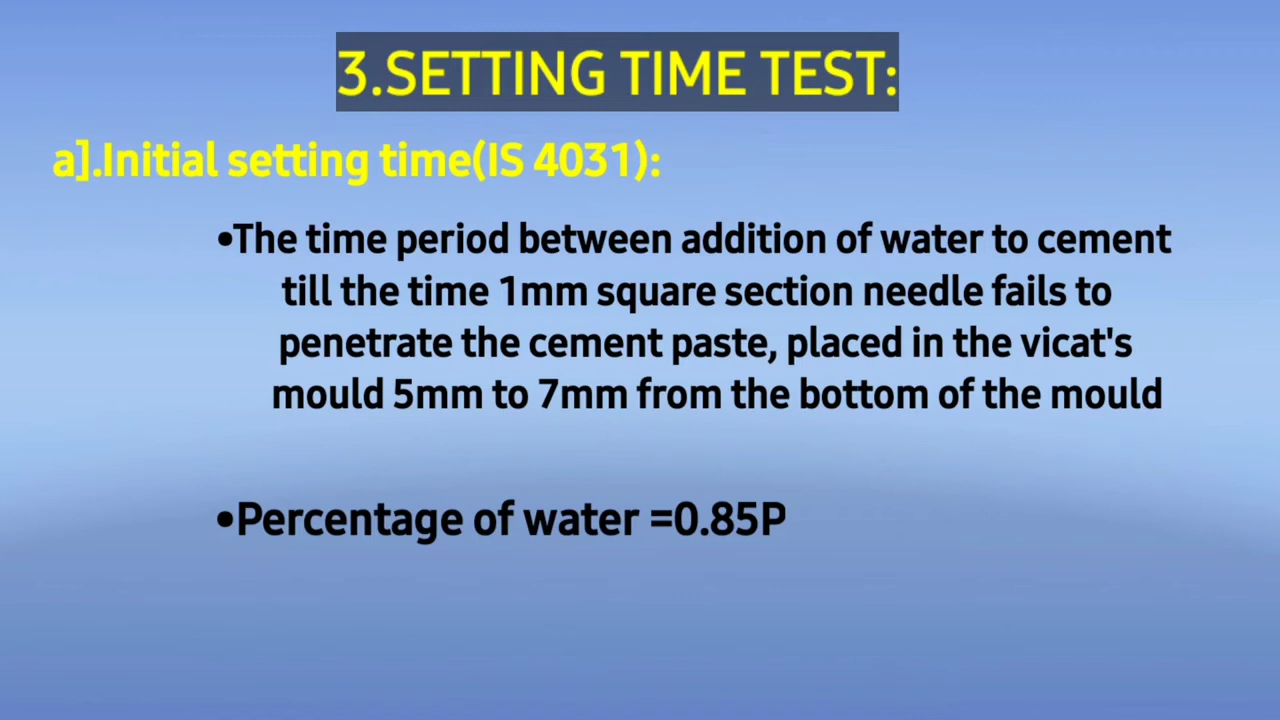 3.SETTING TIME TEST:
a].Initial setting time(IS 4031):
•The time period between addition of water to cement
till the time 1mm square section needle fails to
penetrate the cement paste, placed in the vicat's
mould 5mm to 7mm from the bottom of the mould
•Percentage of water =0.85P